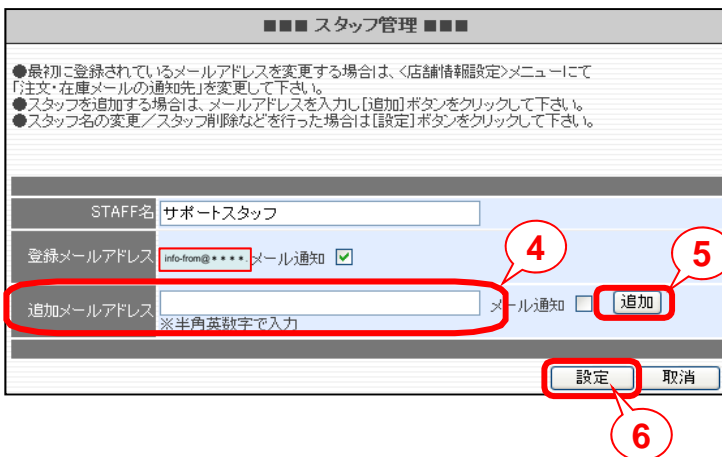 ■■■ スタッフ管理 ■■■
●最初に登録されているメールアドレスを変更する場合は、<店舗情報設定>メニューにて
「注文・在庫メールの通知先」を変更して下さい。
●スタッフを追加する場合は、メールアドレスを入力し[追加]ボタンをクリックして下さい。
●スタッフ名の変更／スタッフ削除などを行った場合は[設定]ボタンをクリックして下さい。
STAFF名 サポートスタッフ
登録メールアドレス info-from@****. メール通知
4
5
追加メールアドレス メール通知 追加
※半角英数字で入力
設定 取消
6